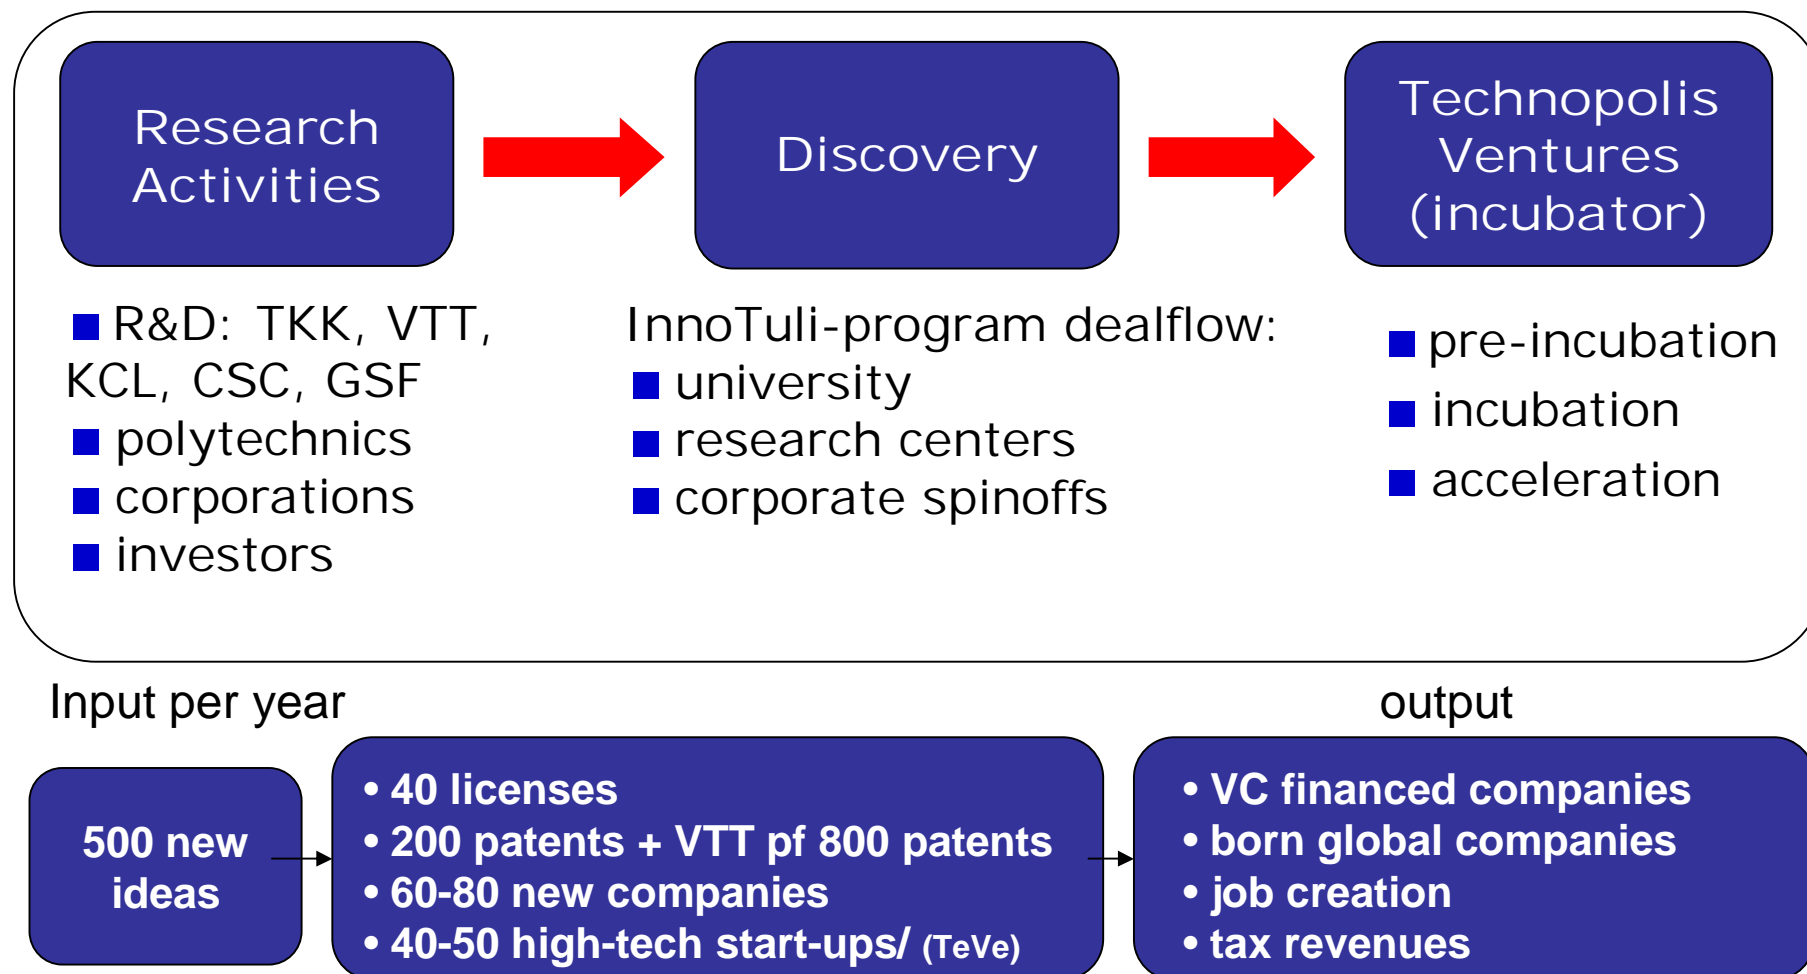 Research
Activities
Discovery
Technopolis
Ventures
(incubator)
R&D: TKK, VTT,
KCL, CSC, GSF
polytechnics
corporations
investors
InnoTuli-program dealflow:
university
research centers
corporate spinoffs
pre-incubation
incubation
acceleration
Input per year
output
500 new
ideas
• 40 licenses
• 200 patents + VTT pf 800 patents
• 60-80 new companies
• 40-50 high-tech start-ups/ (TeVe)
• VC financed companies
• born global companies
• job creation
• tax revenues